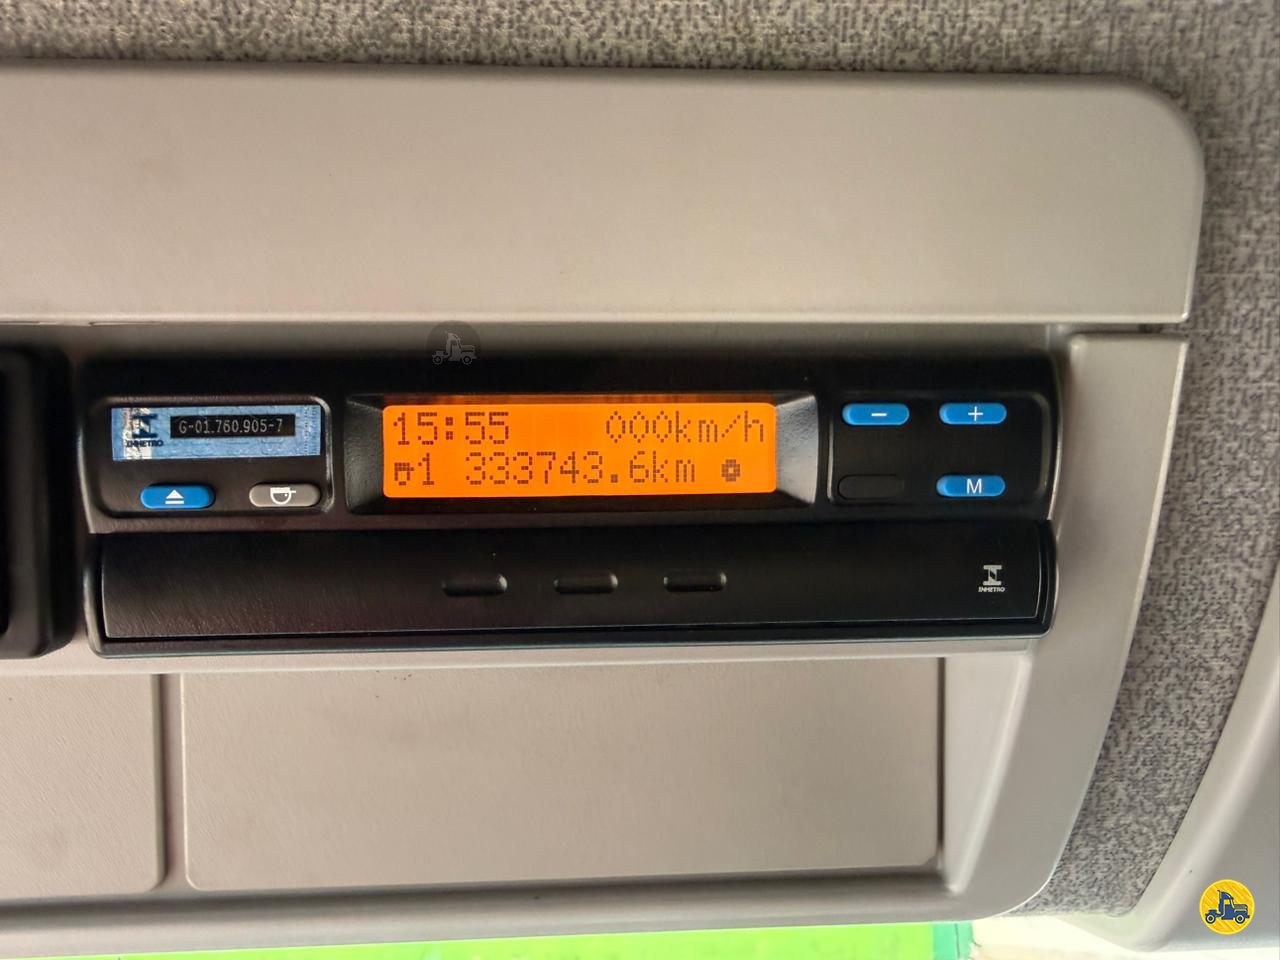 INMETRO
G-01.760.905-7
15:55 000km/h
1 333743.6km
- +
M
INMETRO